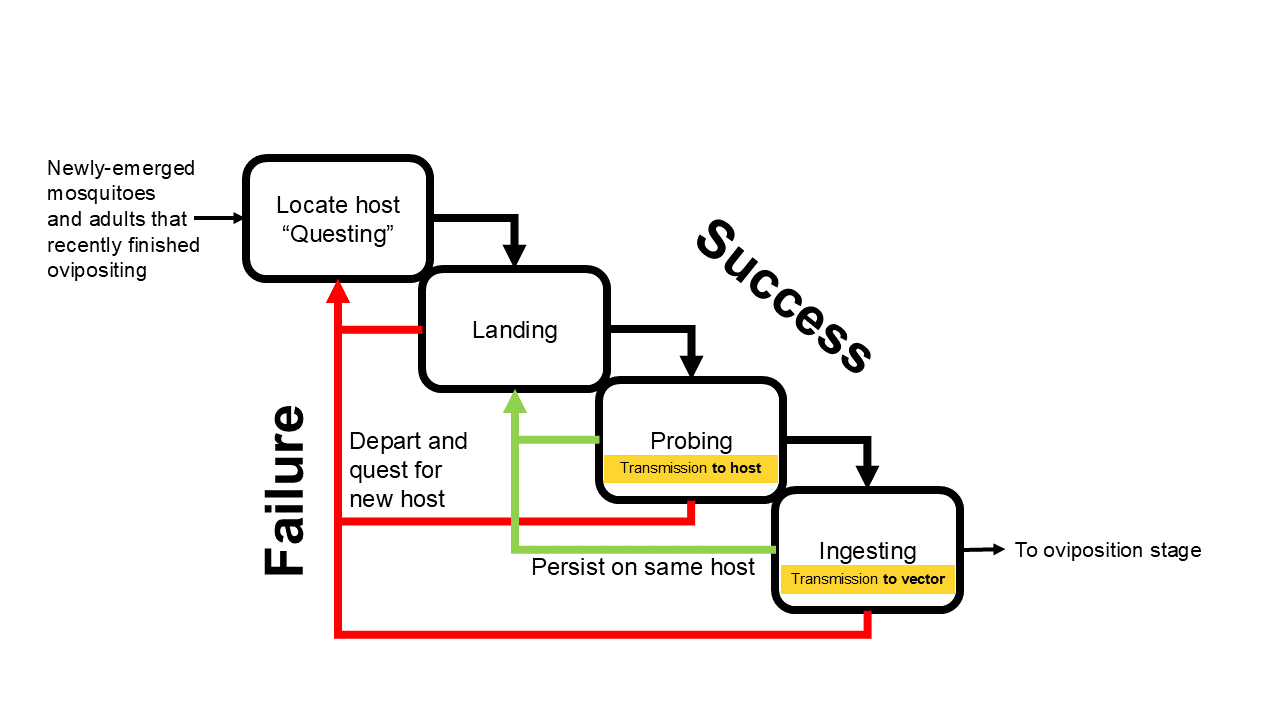 Newly-emerged
mosquitoes
and adults that
recently finished
ovipositing
Locate host
“Questing”
Success
Landing
Failure
Depart and
quest for
new host
Probing
Transmission to host
Persist on same host
Ingesting
Transmission to vector
To oviposition stage